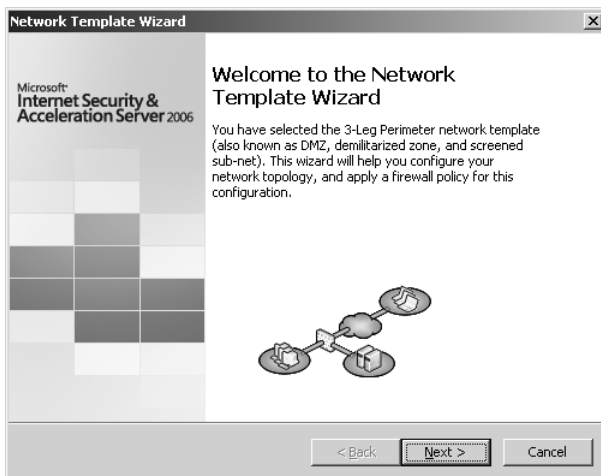 Network Template Wizard
Microsoft®
Internet Security &
Acceleration Server 2006
Welcome to the Network
Template Wizard
You have selected the 3-Leg Perimeter network template
(also known as DMZ, demilitarized zone, and screened
sub-net). This wizard will help you configure your
network topology, and apply a firewall policy for this
configuration.
< Back
Next >
Cancel